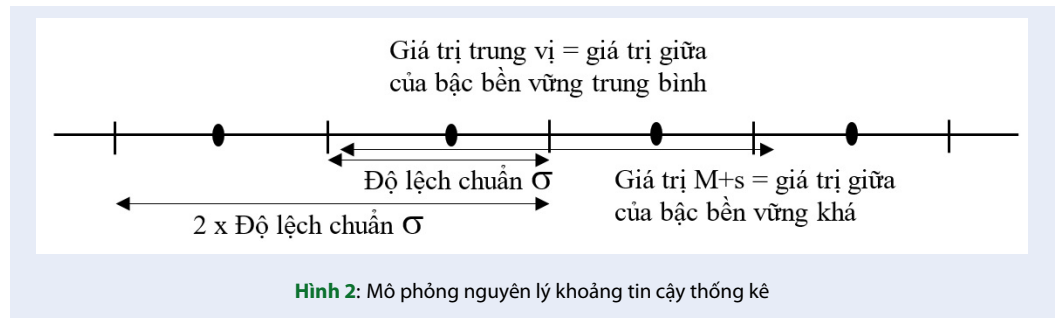 Giá trị trung vị = giá trị giữa
của bậc bền vững trung bình
Độ lệch chuẩn σ
Giá trị M+s = giá trị giữa
của bậc bền vững khá
2 x Độ lệch chuẩn σ
Hình 2: Mô phỏng nguyên lý khoảng tin cậy thống kê